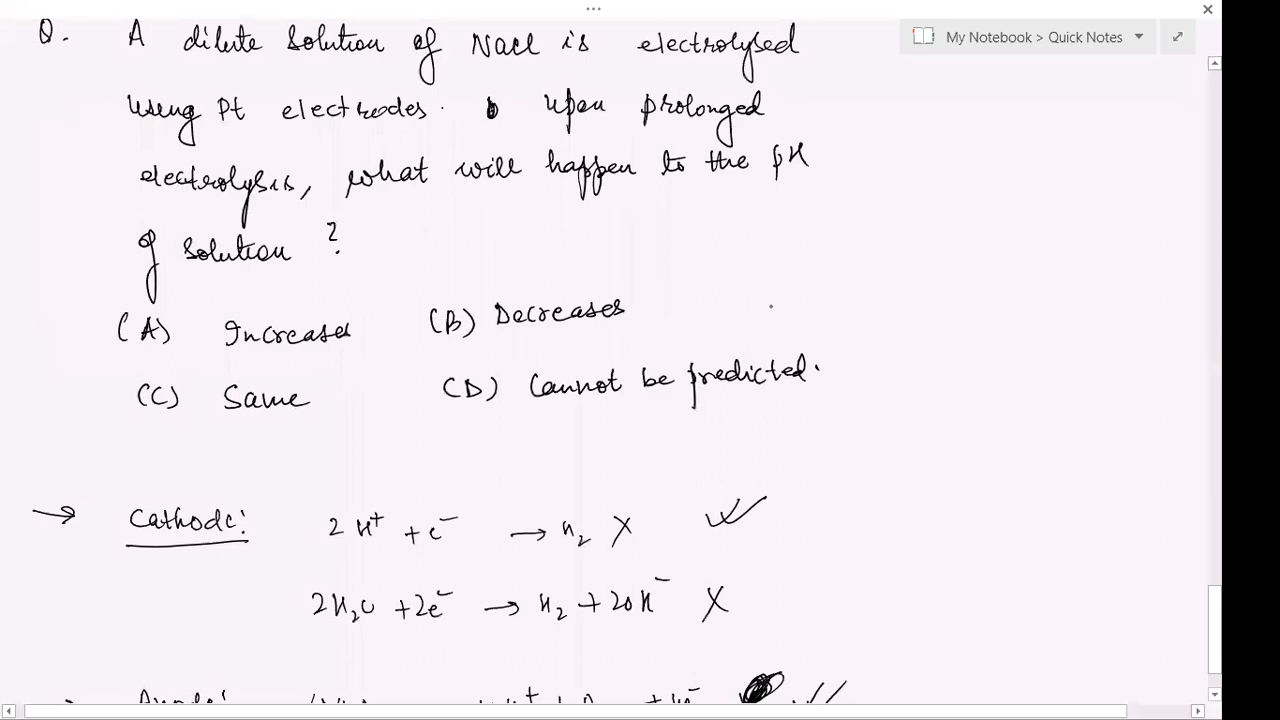 My Notebook > Quick Notes
Q. A dilute solution of NaCl is electrolysed
using Pt electrodes. upon prolonged
electrolysis, what will happen to the pH
of solution ?
(A) Increases (B) Decreases
(C) Same (D) Cannot be predicted.
→ Cathode: 2H⁺ + e⁻ → H₂ X ✓✓
2H₂O + 2e⁻ → H₂ + 2OH⁻ X